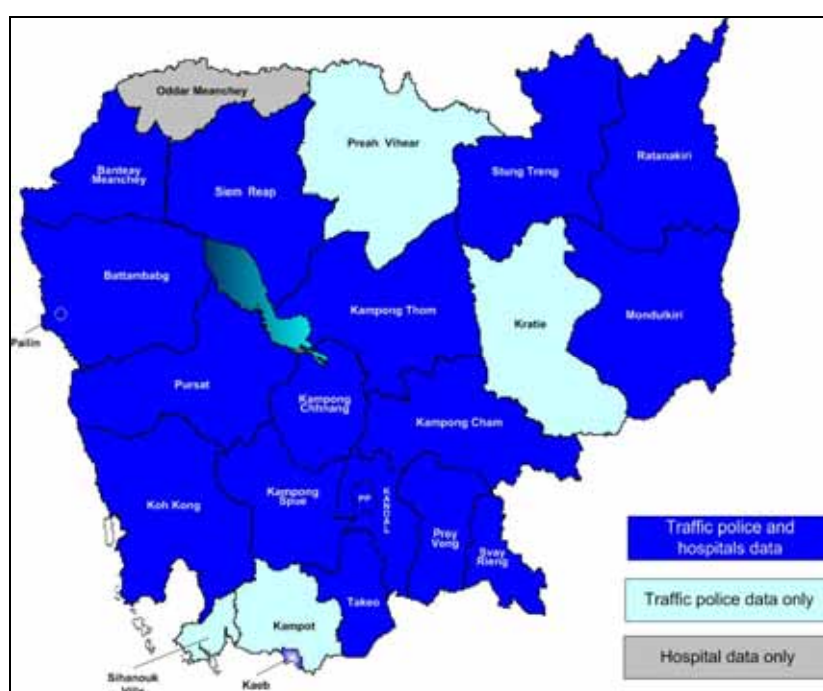 Oddar Meanchey
Preah Vihear
Banteay
Meanchey
Siem Reap
Stung Treng
Ratanakiri
Battambabg
Kampong Thom
Kratie
Mondulkiri
Pailin
Pursat
Kampong
Chhnang
Kampong Cham
Koh Kong
Kampong
Spue
PP
KANDAL
Prey
Veng
Svay
Rieng
Takeo
Kampot
Sihanouk
Kaeb
Traffic police and
hospitals data
Traffic police data only
Hospital data only